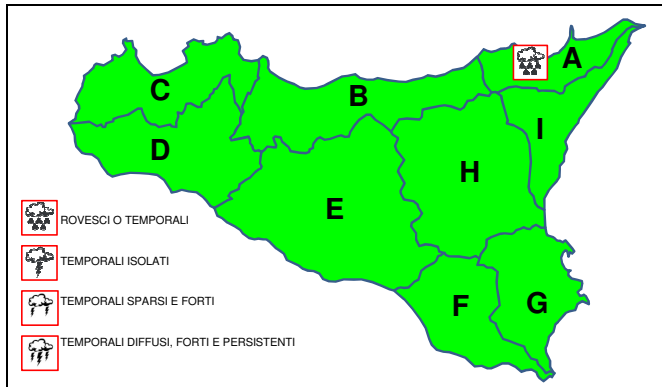 A
B
C
I
D
H
E
ROVESCI O TEMPORALI
TEMPORALI ISOLATI
TEMPORALI SPARSI E FORTI
F
G
TEMPORALI DIFFUSI, FORTI E PERSISTENTI